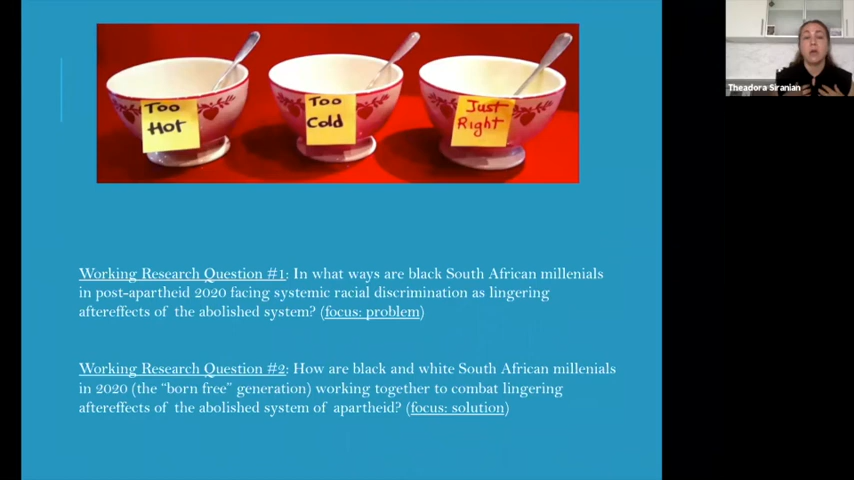 Too
Hot
Too
Cold
Just
Right
Theadora Siranian
Working Research Question #1: In what ways are black South African millenials
in post-apartheid 2020 facing systemic racial discrimination as lingering
aftereffects of the abolished system? (focus: problem)
Working Research Question #2: How are black and white South African millenials
in 2020 (the “born free” generation) working together to combat lingering
aftereffects of the abolished system of apartheid? (focus: solution)